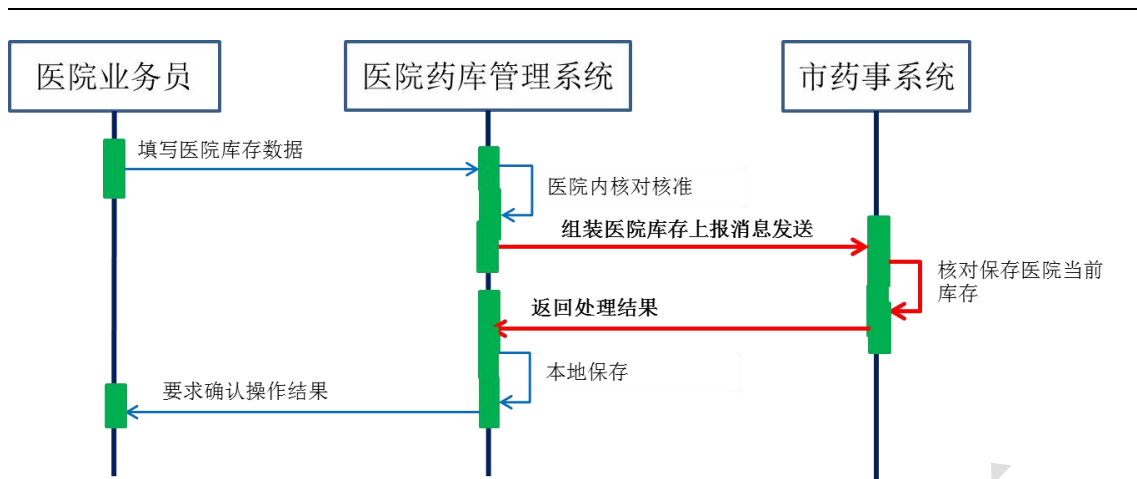 医院业务员
医院药库管理系统
市药事系统
填写医院库存数据
医院内核对核准
组装医院库存上报消息发送
核对保存医院当前
库存
返回处理结果
本地保存
要求确认操作结果